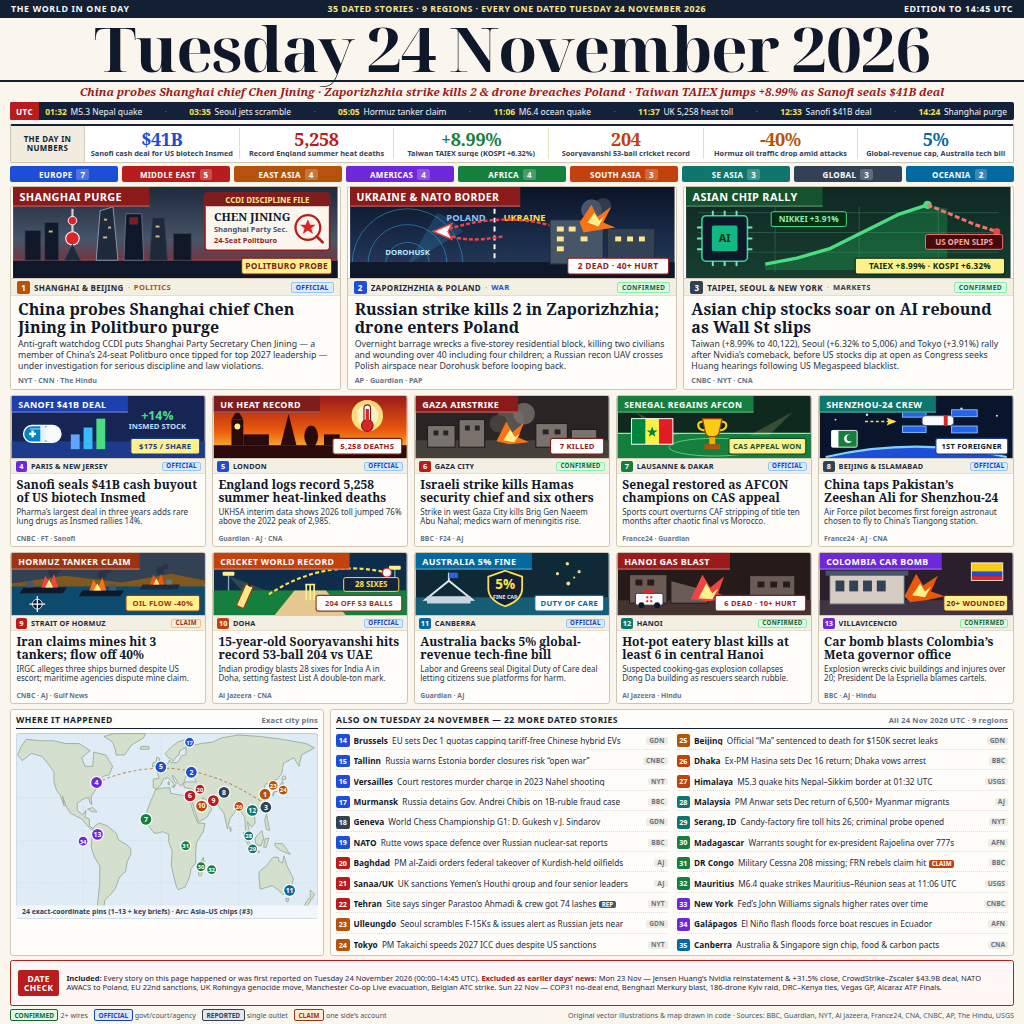 THE WORLD IN ONE DAY
35 DATED STORIES · 9 REGIONS · EVERY ONE DATED TUESDAY 24 NOVEMBER 2026
EDITION TO 14:45 UTC
Tuesday 24 November 2026
China probes Shanghai chief Chen Jining · Zaporizhzhia strike kills 2 & drone breaches Poland · Taiwan TAIEX jumps +8.99% as Sanofi seals $41B deal
UTC 01:32 M5.3 Nepal quake · 03:35 Seoul jets scramble · 05:05 Hormuz tanker claim · 11:06 M6.4 ocean quake · 11:37 UK 5,258 heat toll · 12:33 Sanofi $41B deal · 14:24 Shanghai purge
THE DAY IN
NUMBERS
$41B
Sanofi cash deal for US biotech Insmed
5,258
Record England summer heat deaths
+8.99%
Taiwan TAIEX surge (KOSPI +6.32%)
204
Sooryavanshi 53-ball cricket record
-40%
Hormuz oil traffic drop amid attacks
5%
Global-revenue cap, Australia tech bill
EUROPE 7
MIDDLE EAST 5
EAST ASIA 4
AMERICAS 4
AFRICA 4
SOUTH ASIA 3
SE ASIA 3
GLOBAL 3
OCEANIA 2
SHANGHAI PURGE
CCDI DISCIPLINE FILE
CHEN JINING
Shanghai Party Sec.
24-Seat Politburo
POLITBURO PROBE
1 SHANGHAI & BEIJING · POLITICS OFFICIAL
China probes Shanghai chief Chen
Jining in Politburo purge
Anti-graft watchdog CCDI puts Shanghai Party Secretary Chen Jining — a
member of China's 24-seat Politburo once tipped for top 2027 leadership —
under investigation for serious discipline and law violations.
NYT · CNN · The Hindu
UKRAINE & NATO BORDER
POLAND
UKRAINE
DOROHUSK
2 DEAD · 40+ HURT
2 ZAPORIZHZHIA & POLAND · WAR CONFIRMED
Russian strike kills 2 in Zaporizhzhia;
drone enters Poland
Overnight barrage wrecks a five-storey residential block, killing two civilians
and wounding over 40 including four children; a Russian recon UAV crosses
Polish airspace near Dorohusk before looping back.
AP · Guardian · PAP
ASIAN CHIP RALLY
AI
NIKKEI +3.91%
US OPEN SLIPS
TAIEX +8.99% · KOSPI +6.32%
3 TAIPEI, SEOUL & NEW YORK · MARKETS CONFIRMED
Asian chip stocks soar on AI rebound
as Wall St slips
Taiwan (+8.99% to 40,122), Seoul (+6.32% to 5,006) and Tokyo (+3.91%) rally
after Nvidia's comeback, before US stocks dip at open as Congress seeks
Huang hearings following US Megaspeed blacklist.
CNBC · NYT · CNA
SANOFI $41B DEAL
+14%
INSMED STOCK
$175 / SHARE
4 PARIS & NEW JERSEY OFFICIAL
Sanofi seals $41B cash buyout
of US biotech Insmed
Pharma's largest deal in three years adds rare
lung drugs as Insmed rallies 14%.
CNBC · FT · Sanofi
UK HEAT RECORD
5,258 DEATHS
5 LONDON OFFICIAL
England logs record 5,258
summer heat-linked deaths
UKHSA interim data shows 2026 toll jumped 76%
above the 2022 peak of 2,985.
Guardian · AJ · CNA
GAZA AIRSTRIKE
7 KILLED
6 GAZA CITY CONFIRMED
Israeli strike kills Hamas
security chief and six others
Strike in west Gaza City kills Brig Gen Naeem
Abu Nahal; medics warn of meningitis rise.
BBC · F24 · AJ
SENEGAL REGAINS AFCON
CAS APPEAL WON
7 LAUSANNE & DAKAR OFFICIAL
Senegal restored as AFCON
champions on CAS appeal
Sports court overturns CAF stripping of title ten
months after chaotic final vs Morocco.
France24 · Guardian
SHENZHOU-24 CREW
1ST FOREIGNER
8 BEIJING & ISLAMABAD OFFICIAL
China taps Pakistan's
Zeeshan Ali for Shenzhou-24
Air Force pilot becomes first foreign astronaut
chosen to fly to China's Tiangong station.
France24 · AJ · CNA
HORMUZ TANKER CLAIM
OIL FLOW -40%
9 STRAIT OF HORMUZ CLAIM
Iran claims mines hit 3
tankers; flow off 40%
IRGC alleges three ships burned despite US
escort; maritime agencies dispute mine claim.
CNBC · AJ · Gulf News
CRICKET WORLD RECORD
28 SIXES
204 OFF 53 BALLS
10 DOHA OFFICIAL
15-year-old Sooryavanshi hits
record 53-ball 204 vs UAE
Indian prodigy blasts 28 sixes for India A in
Doha, setting fastest List A double-ton mark.
Al Jazeera · CNA
AUSTRALIA 5% FINE
5%
FINE CAP
DUTY OF CARE
11 CANBERRA OFFICIAL
Australia backs 5% global-
revenue tech-fine bill
Labor and Greens seal Digital Duty of Care deal
letting citizens sue platforms for harm.
Guardian · AJ
HANOI GAS BLAST
6 DEAD · 10+ HURT
12 HANOI CONFIRMED
Hot-pot eatery blast kills at
least 6 in central Hanoi
Suspected cooking-gas explosion collapses
Dong Da building as rescuers search rubble.
Al Jazeera · Hindu
COLOMBIA CAR BOMB
20+ WOUNDED
13 VILLAVICENCIO CONFIRMED
Car bomb blasts Colombia's
Meta governor office
Explosion wrecks civic buildings and injures over
20; President De la Espriella blames cartels.
BBC · AJ · Hindu
WHERE IT HAPPENED
Exact city pins
17
5
2
4
6
28
9
8
10
23
1
24
3
26
12
7
13
34
31
28
29
30
32
11
24 exact-coordinate pins (1–13 + key briefs) · Arc: Asia–US chips (#3)
ALSO ON TUESDAY 24 NOVEMBER — 22 MORE DATED STORIES
All 24 Nov 2026 UTC · 9 regions
14 Brussels EU sets Dec 1 quotas capping tariff-free Chinese hybrid EVs GDN
15 Tallinn Russia warns Estonia border closures risk "open war" CNBC
16 Versailles Court restores murder charge in 2023 Nahel shooting NYT
17 Murmansk Russia detains Gov. Andrei Chibis on 1B-ruble fraud case BBC
18 Geneva World Chess Championship G1: D. Gukesh v J. Sindarov GDN
19 NATO Rutte vows space defence over Russian nuclear-sat reports BBC
20 Baghdad PM al-Zaidi orders federal takeover of Kurdish-held oilfields AJ
21 Sanaa/UK UK sanctions Yemen's Houthi group and four senior leaders AJ
22 Tehran Site says singer Parastoo Ahmadi & crew got 74 lashes REP NYT
23 Ulleungdo Seoul scrambles F-15Ks & issues alert as Russian jets near GDN
24 Tokyo PM Takaichi speeds 2027 ICC dues despite US sanctions NYT
25 Beijing Official "Ma" sentenced to death for $150K secret leaks GDN
26 Dhaka Ex-PM Hasina sets Dec 16 return; Dhaka vows arrest BBC
27 Himalaya M5.3 quake hits Nepal–Sikkim border at 01:32 UTC USGS
28 Malaysia PM Anwar sets Dec return of 6,500+ Myanmar migrants AJ
29 Serang, ID Candy-factory fire toll hits 26; criminal probe opened NYT
30 Madagascar Warrants sought for ex-president Rajoelina over 777s AFN
31 DR Congo Military Cessna 208 missing; FRN rebels claim hit CLAIM BBC
32 Mauritius M6.4 quake strikes Mauritius–Réunion seas at 11:06 UTC USGS
33 New York Fed's John Williams signals higher rates over time CNBC
34 Galápagos El Niño flash floods force boat rescues in Ecuador AFN
35 Canberra Australia & Singapore sign chip, food & carbon pacts CNA
DATE
CHECK
Included: Every story on this page happened or was first reported on Tuesday 24 November 2026 (00:00–14:45 UTC). Excluded as earlier days' news: Mon 23 Nov — Jensen Huang's Nvidia reinstatement & +31.5% close, CrowdStrike–Zscaler $43.9B deal, NATO
AWACS to Poland, EU 22nd sanctions, UK Rohingya genocide move, Manchester Co-op Live evacuation, Belgian ATC strike. Sun 22 Nov — COP31 no-deal end, Benghazi Merkury blast, 186-drone Kyiv raid, DRC–Kenya ties, Vegas GP, Alcaraz ATP Finals.
CONFIRMED 2+ wires OFFICIAL govt/court/agency REPORTED single outlet CLAIM one side's account
Original vector illustrations & map drawn in code · Sources: BBC, Guardian, NYT, Al Jazeera, France24, CNA, CNBC, AP, The Hindu, USGS